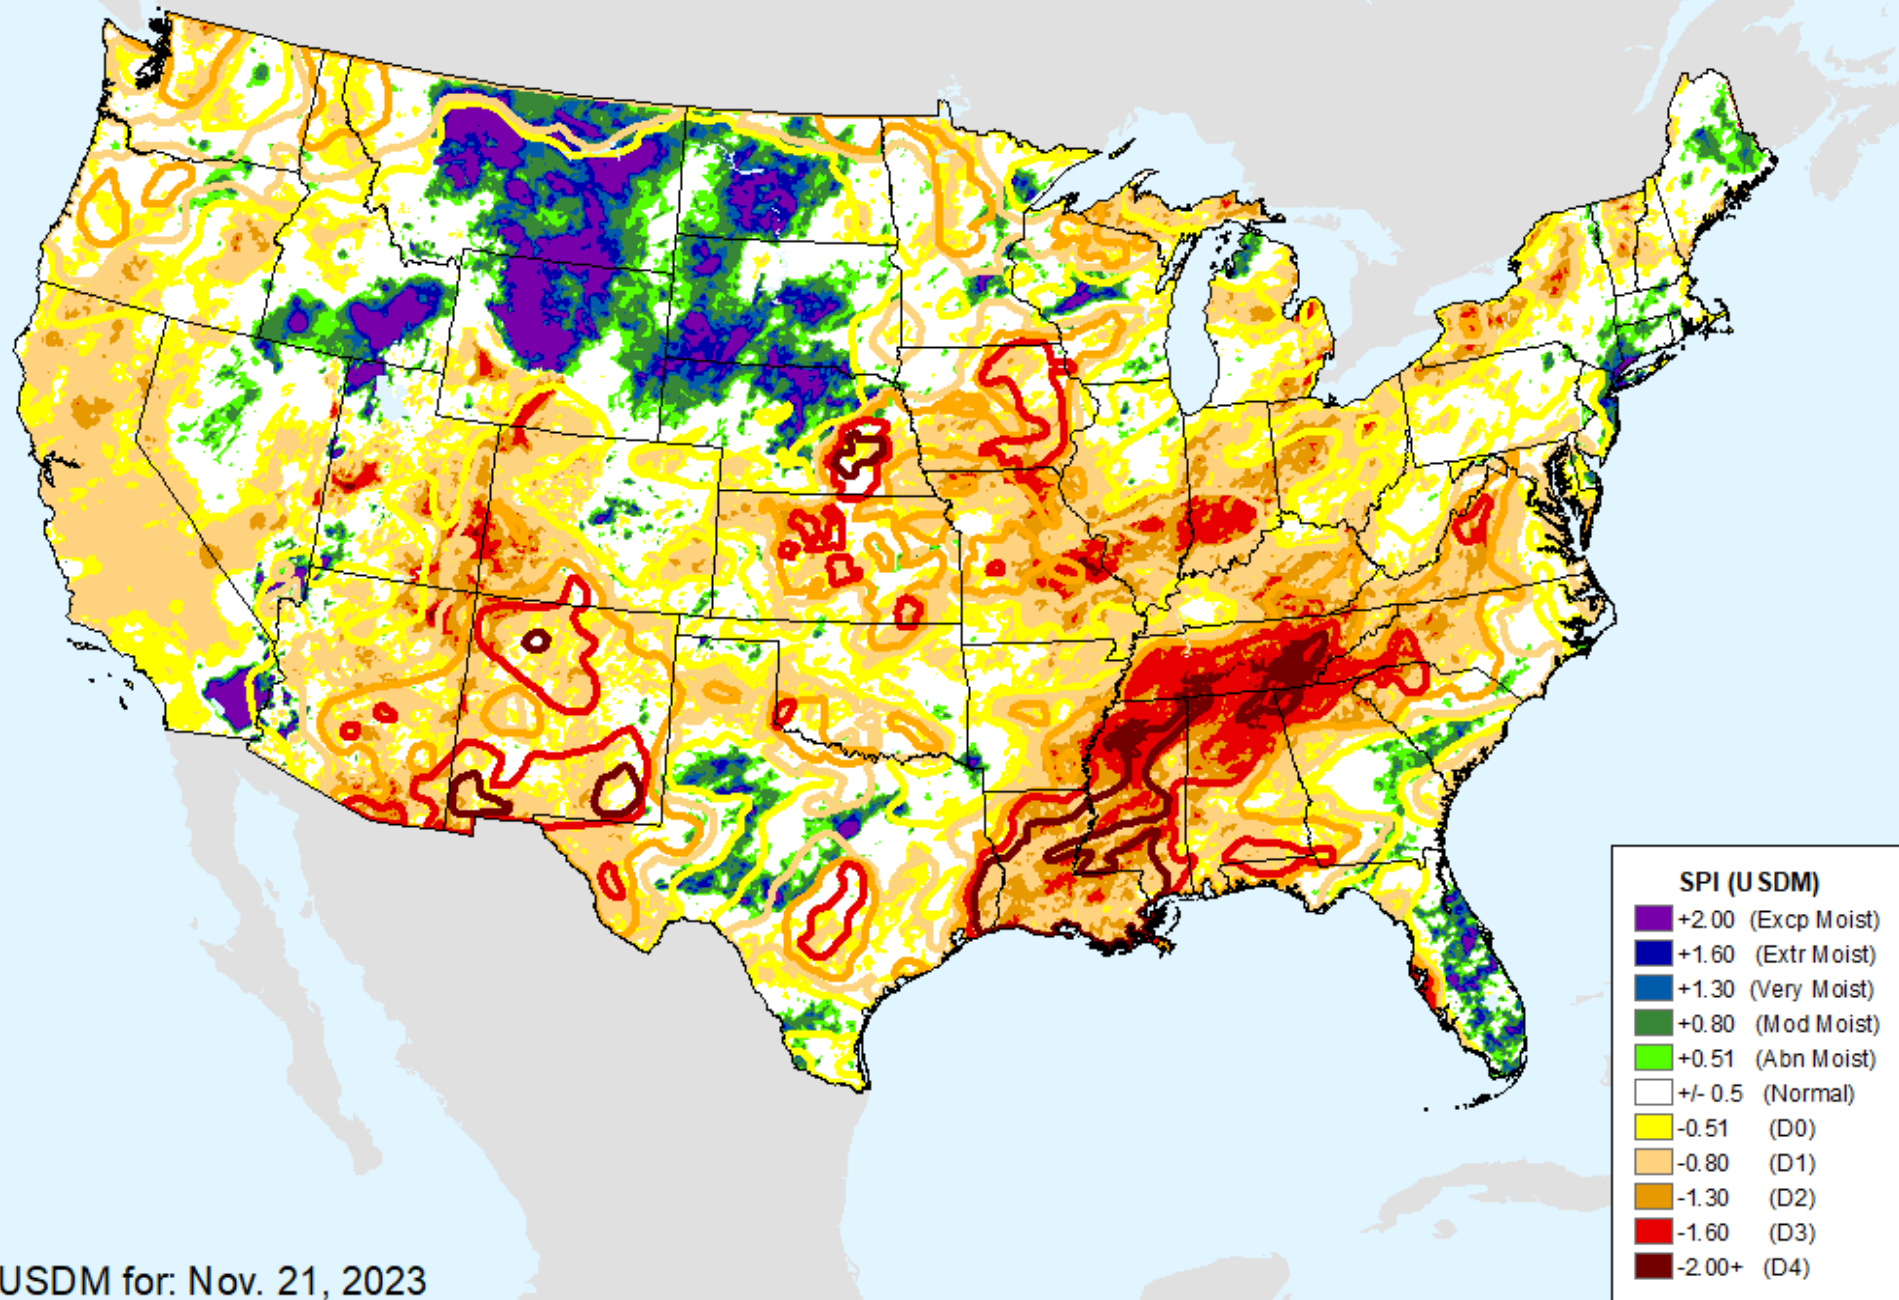 SPI (USDM)
+2.00 (Excp Moist)
+1.60 (Extr Moist)
+1.30 (Very Moist)
+0.80 (Mod Moist)
+0.51 (Abn Moist)
+/- 0.5 (Normal)
-0.51 (D0)
-0.80 (D1)
-1.30 (D2)
-1.60 (D3)
-2.00+ (D4)
USDM for: Nov. 21, 2023